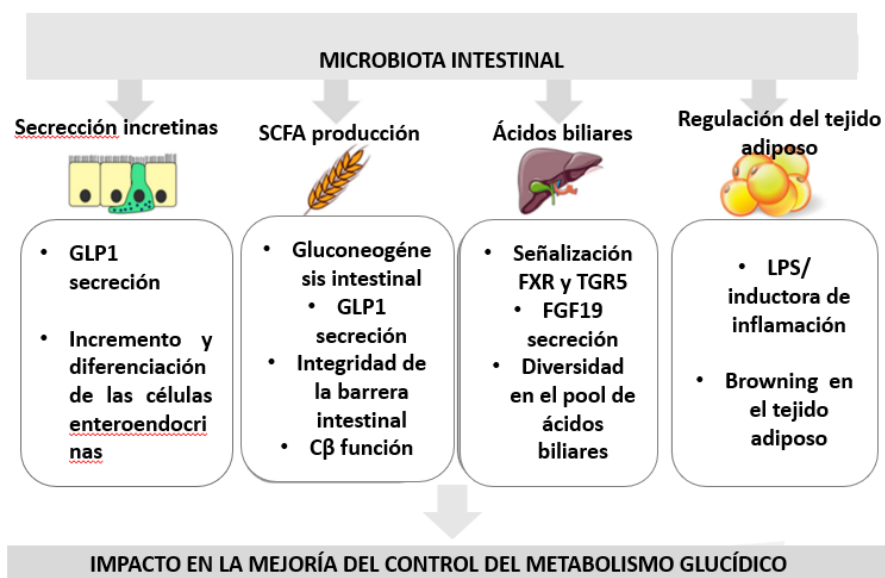 MICROBIOTA INTESTINAL
Secrección incretinas
SCFA producción
Ácidos biliares
Regulación del tejido
adiposo
• GLP1
secreción
• Incremento y
diferenciación
de las células
enteroendocri
nas
• Gluconeogéne
sis intestinal
• GLP1
secreción
• Integridad de
la barrera
intestinal
• Cβ función
• Señalización
FXR y TGR5
• FGF19
secreción
• Diversidad
en el pool de
ácidos
biliares
• LPS/
inductora de
inflamación
• Browning en
el tejido
adiposo
IMPACTO EN LA MEJORÍA DEL CONTROL DEL METABOLISMO GLUCÍDICO